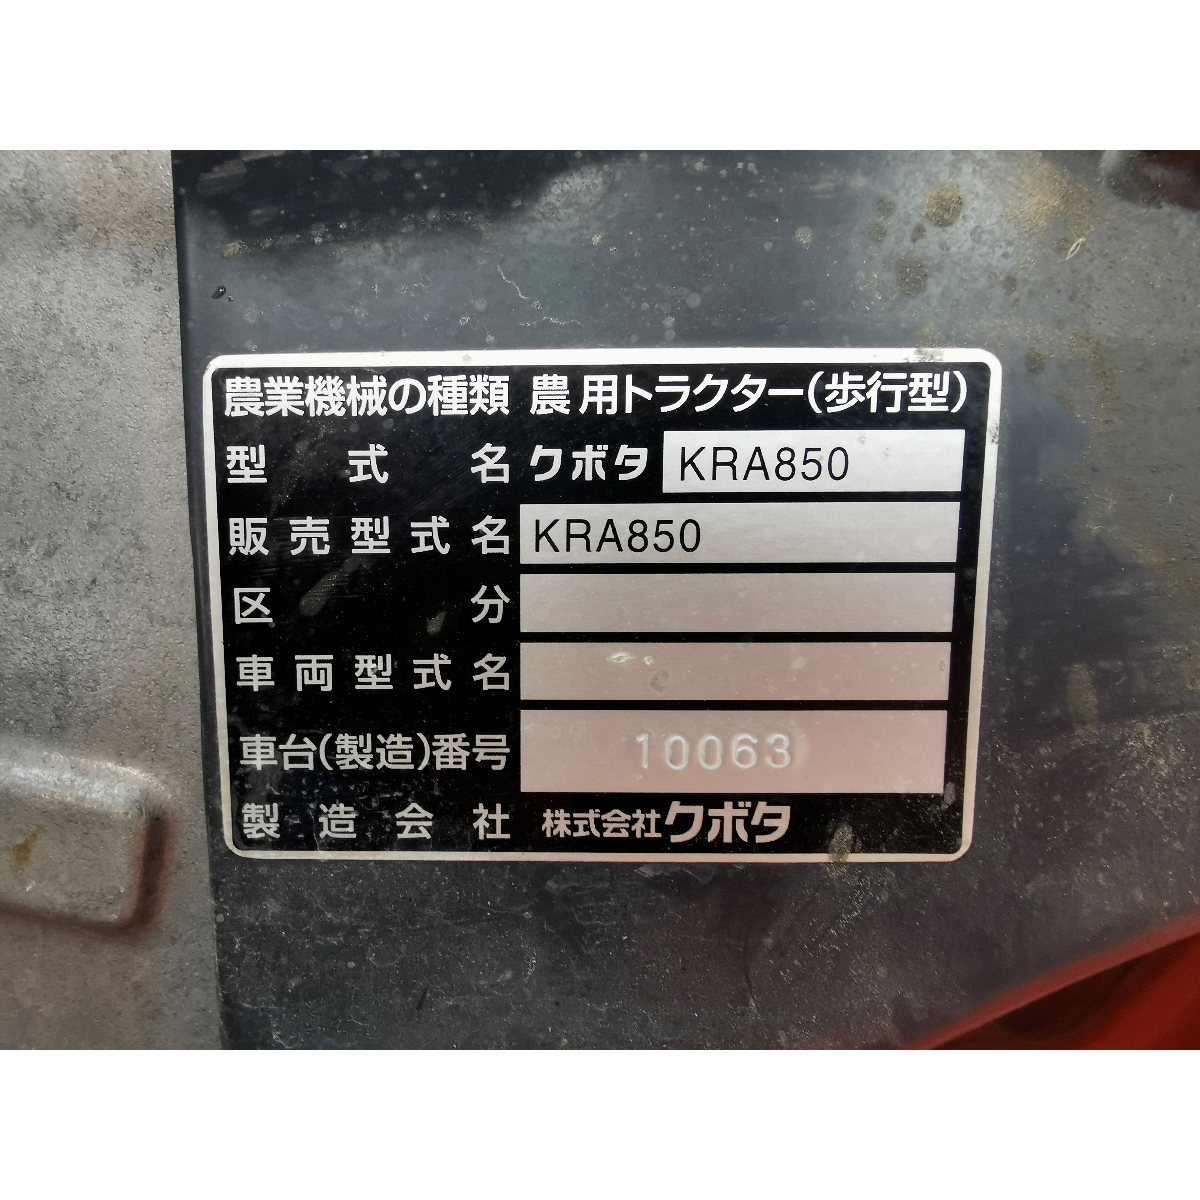 農業機械の種類 農用トラクター(歩行型)
型式名 クボタ KRA850
販売型式名 KRA850
区分
車両型式名
車台(製造)番号 10063
製造会社 株式会社クボタ